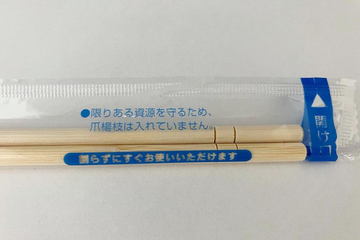 ●限りある資源を守るため、
爪楊枝は入れていません。
割らずにすぐお使いいただけます
開け口